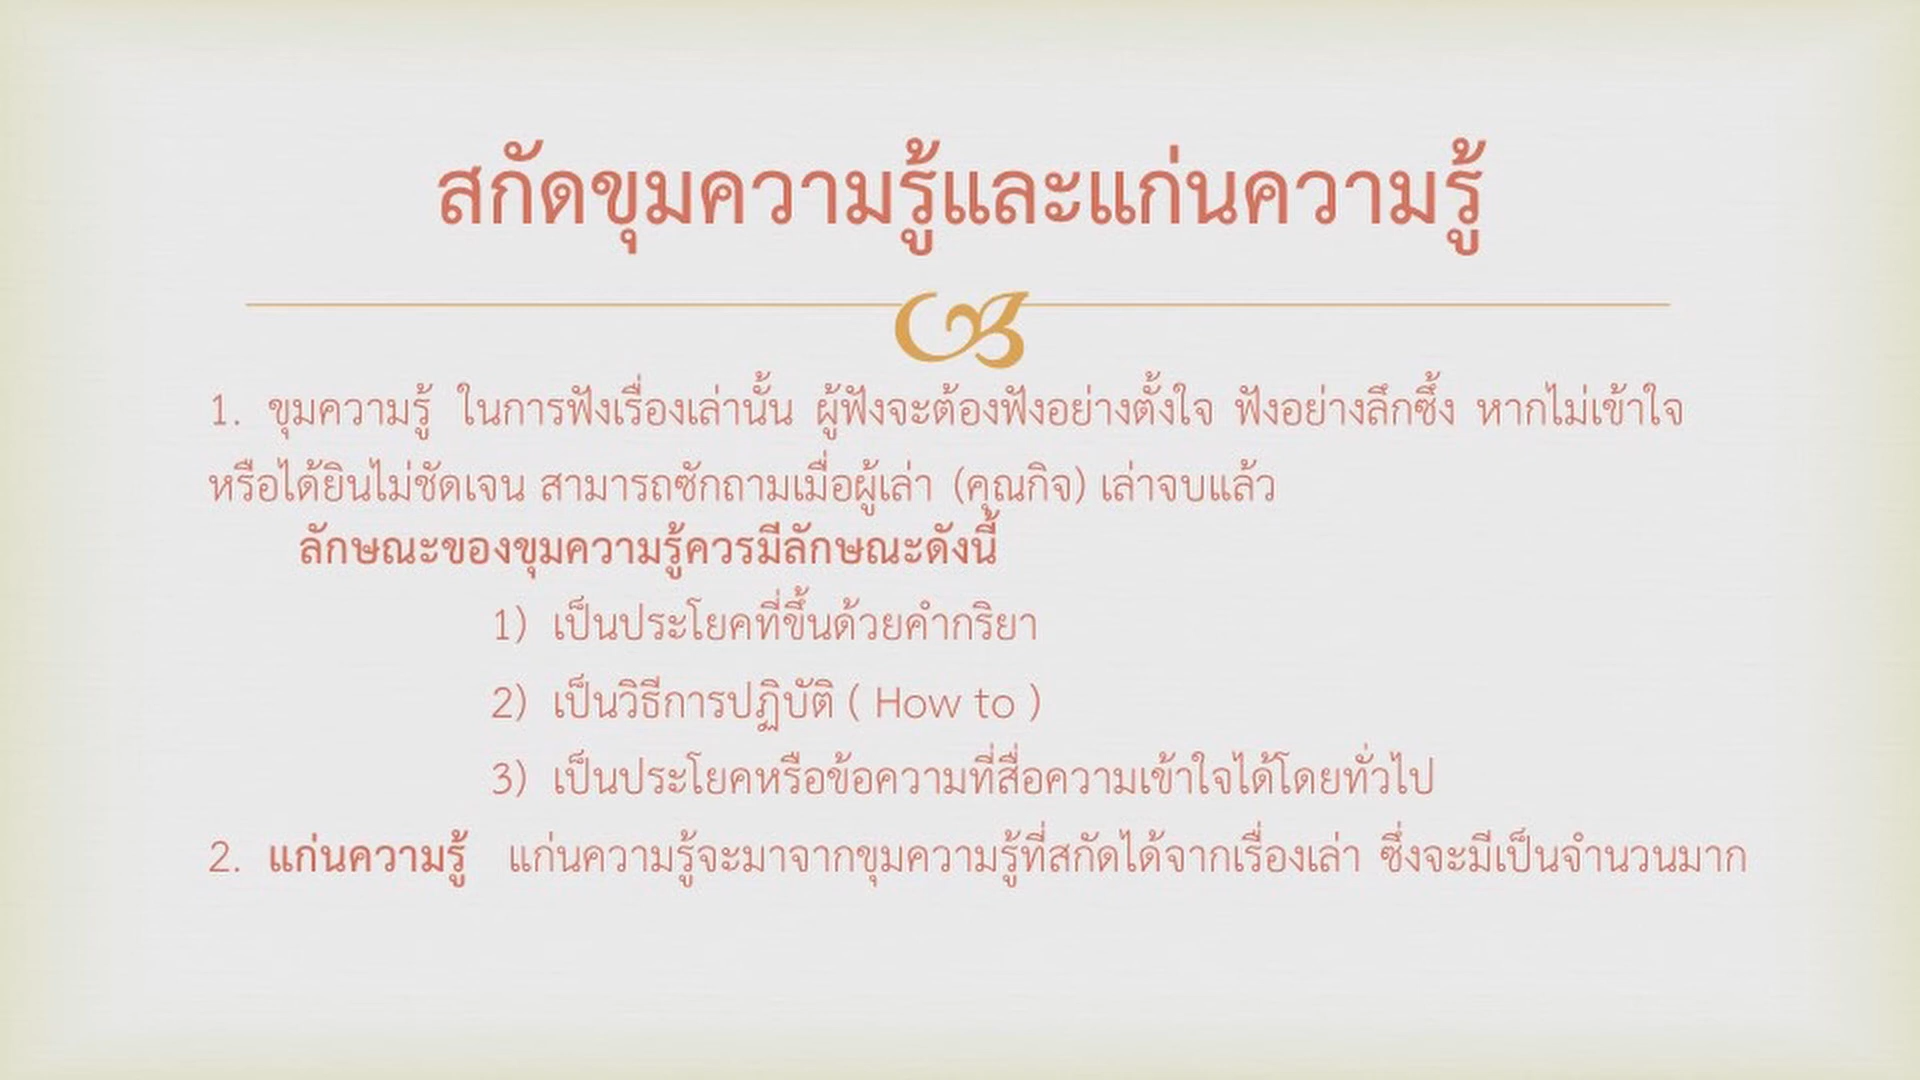 สกัดขุมความรู้และแก่นความรู้
1. ขุมความรู้ ในการฟังเรื่องเล่านั้น ผู้ฟังจะต้องฟังอย่างตั้งใจ ฟังอย่างลึกซึ้ง หากไม่เข้าใจ
หรือได้ยินไม่ชัดเจน สามารถซักถามเมื่อผู้เล่า (คุณกิจ) เล่าจบแล้ว
ลักษณะของขุมความรู้ควรมีลักษณะดังนี้
1) เป็นประโยคที่ขึ้นด้วยคำกริยา
2) เป็นวิธีการปฏิบัติ ( How to )
3) เป็นประโยคหรือข้อความที่สื่อความเข้าใจได้โดยทั่วไป
2. แก่นความรู้ แก่นความรู้จะมาจากขุมความรู้ที่สกัดได้จากเรื่องเล่า ซึ่งจะมีเป็นจำนวนมาก